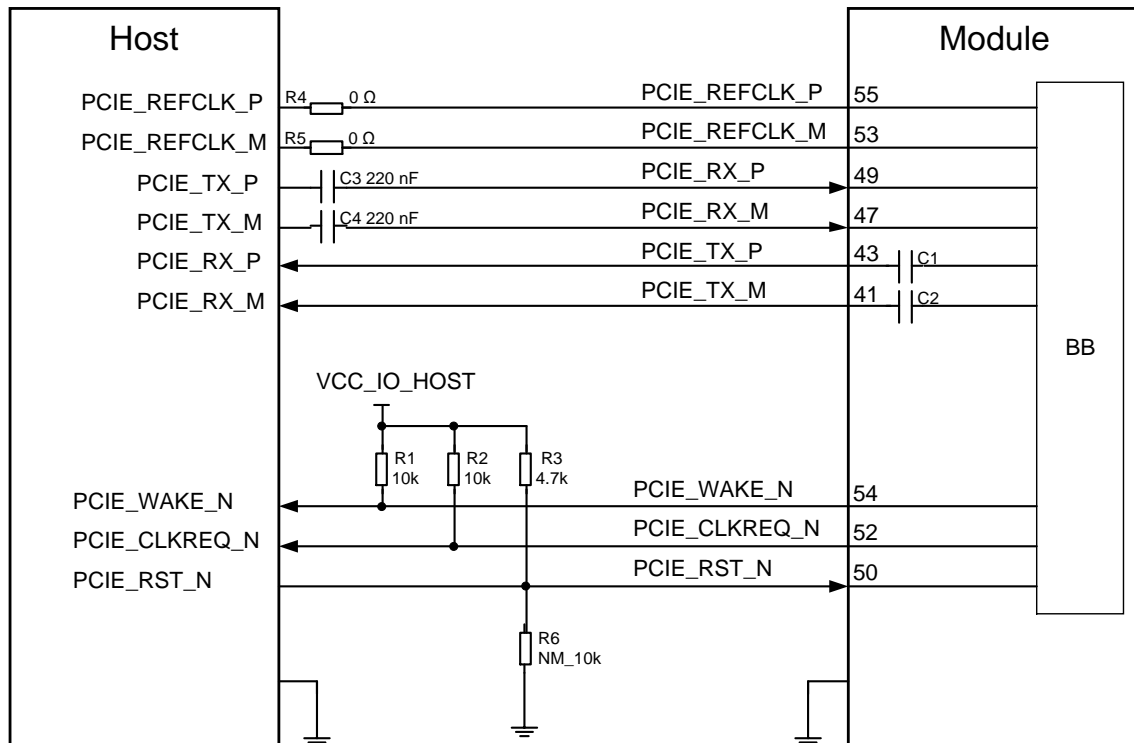 Host
Module
PCIE_REFCLK_P R4 0 Ω PCIE_REFCLK_P 55
PCIE_REFCLK_M R5 0 Ω PCIE_REFCLK_M 53
PCIE_TX_P C3 220 nF PCIE_RX_P 49
PCIE_TX_M C4 220 nF PCIE_RX_M 47
PCIE_RX_P PCIE_TX_P 43 C1
PCIE_RX_M PCIE_TX_M 41 C2
BB
VCC_IO_HOST
R1 R2 R3
10k 10k 4.7k
PCIE_WAKE_N PCIE_WAKE_N 54
PCIE_CLKREQ_N PCIE_CLKREQ_N 52
PCIE_RST_N PCIE_RST_N 50
R6
NM_10k